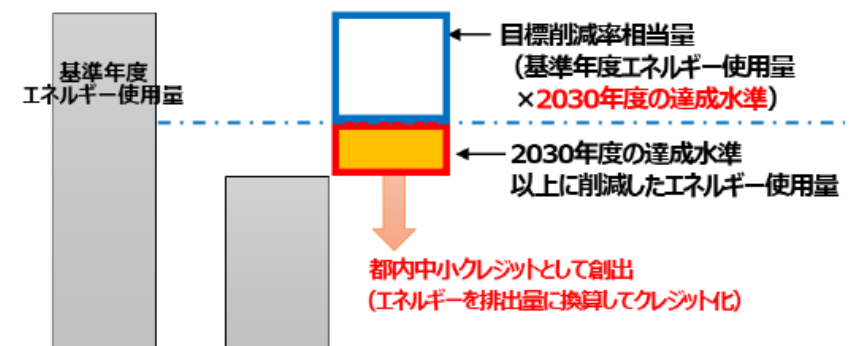 基準年度
エネルギー使用量
目標削減率相当量
（基準年度エネルギー使用量
×2030年度の達成水準）
2030年度の達成水準
以上に削減したエネルギー使用量
都内中小クレジットとして創出
（エネルギーを排出量に換算してクレジット化）